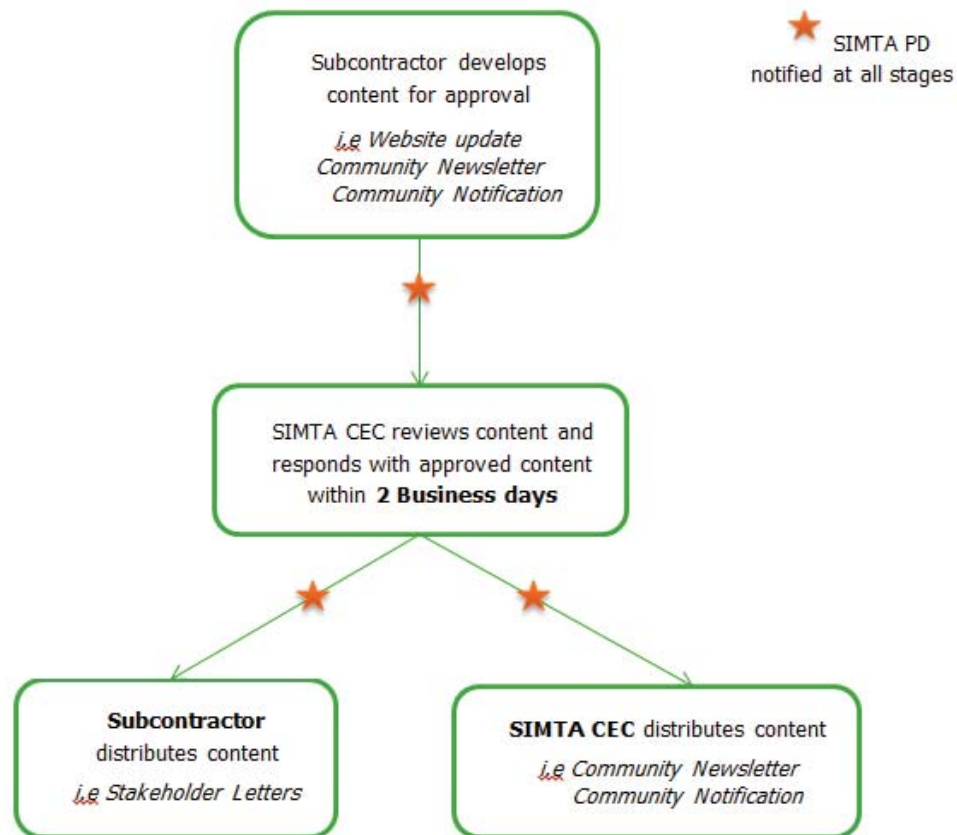 Subcontractor develops
content for approval
i,e Website update
Community Newsletter
Community Notification
SIMTA PD
notified at all stages
SIMTA CEC reviews content and
responds with approved content
within 2 Business days
Subcontractor
distributes content
i,e Stakeholder Letters
SIMTA CEC distributes content
i,e Community Newsletter
Community Notification